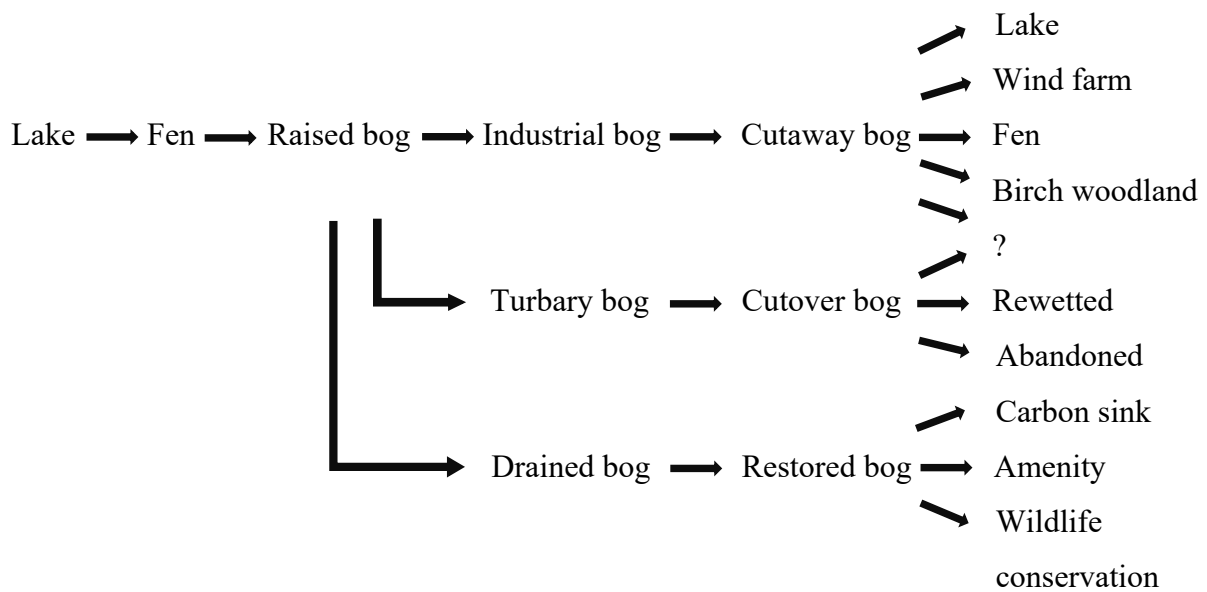 Lake
Wind farm
Lake Fen Raised bog Industrial bog Cutaway bog Fen
Birch woodland
?
Turbary bog Cutover bog Rewetted
Abandoned
Carbon sink
Drained bog Restored bog Amenity
Wildlife
conservation